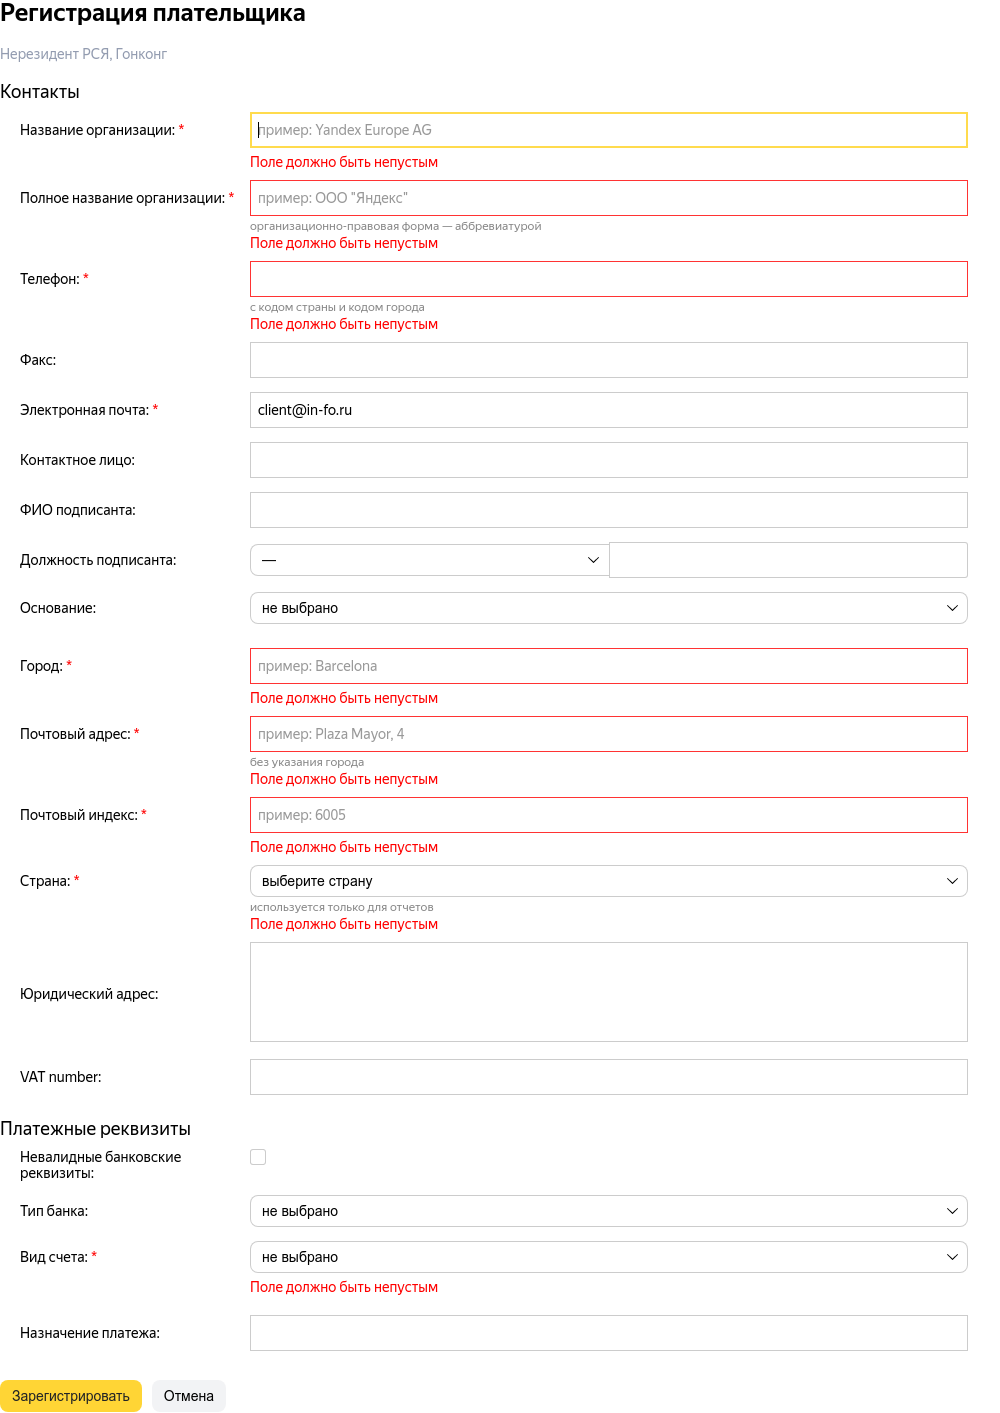 Регистрация плательщика
Нерезидент РСЯ, Гонконг
Контакты
Название организации: *
пример: Yandex Europe AG
Поле должно быть непустым
Полное название организации: *
пример: ООО "Яндекс"
организационно-правовая форма — аббревиатурой
Поле должно быть непустым
Телефон: *
с кодом страны и кодом города
Поле должно быть непустым
Факс:
Электронная почта: *
client@in-fo.ru
Контактное лицо:
ФИО подписанта:
Должность подписанта:
—
Основание:
не выбрано
Город: *
пример: Barcelona
Поле должно быть непустым
Почтовый адрес: *
пример: Plaza Mayor, 4
без указания города
Поле должно быть непустым
Почтовый индекс: *
пример: 6005
Поле должно быть непустым
Страна: *
выберите страну
используется только для отчетов
Поле должно быть непустым
Юридический адрес:
VAT number:
Платежные реквизиты
Невалидные банковские
реквизиты:
Тип банка:
не выбрано
Вид счета: *
не выбрано
Поле должно быть непустым
Назначение платежа:
Зарегистрировать
Отмена